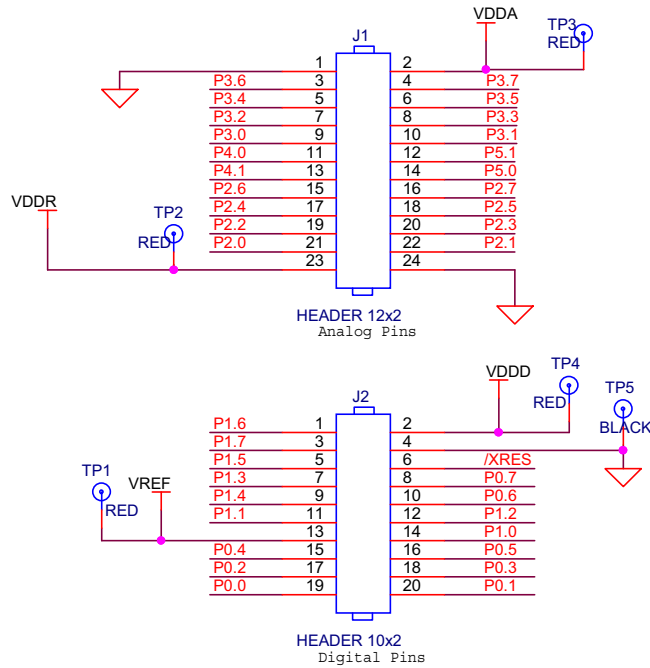 VDDA
TP3
RED
J1
1 2
P3.6 3 4 P3.7
P3.4 5 6 P3.5
P3.2 7 8 P3.3
P3.0 9 10 P3.1
P4.0 11 12 P5.1
P4.1 13 14 P5.0
P2.6 15 16 P2.7
P2.4 17 18 P2.5
P2.2 19 20 P2.3
P2.0 21 22 P2.1
23 24
VDDR
TP2
RED
HEADER 12x2
Analog Pins
VDDD
TP4
RED
TP5
BLACK
J2
P1.6 1 2
P1.7 3 4
P1.5 5 6 /XRES
P1.3 7 8 P0.7
P1.4 9 10 P0.6
P1.1 11 12 P1.2
13 14 P1.0
P0.4 15 16 P0.5
P0.2 17 18 P0.3
P0.0 19 20 P0.1
TP1
RED
VREF
HEADER 10x2
Digital Pins